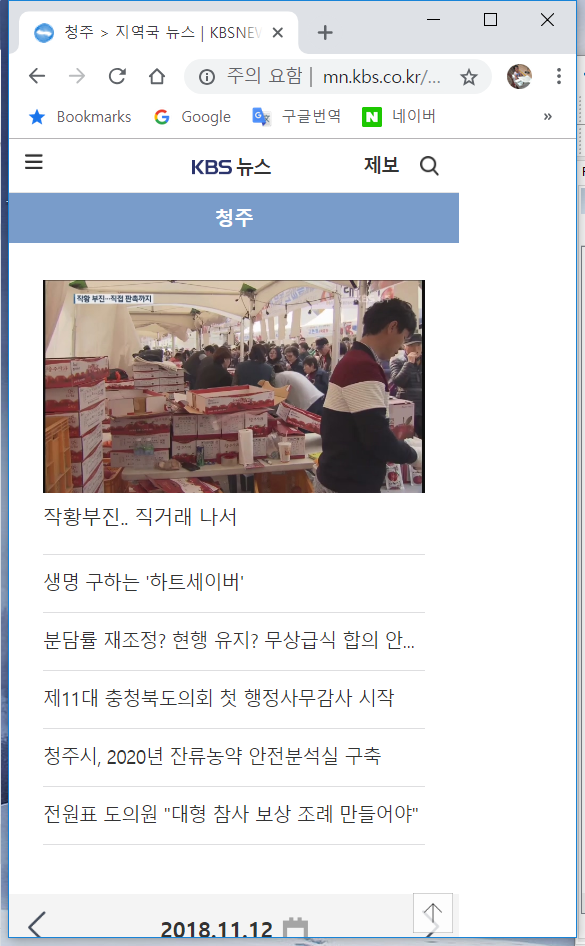 청주 > 지역국 뉴스 | KBSNEW
주의 요함 | mn.kbs.co.kr/...
Bookmarks Google 구글번역 네이버 »
KBS 뉴스 제보
청주
작황 부진…직접 판촉까지
작황부진.. 직거래 나서
생명 구하는 '하트세이버'
분담률 재조정? 현행 유지? 무상급식 합의 안...
제11대 충청북도의회 첫 행정사무감사 시작
청주시, 2020년 잔류농약 안전분석실 구축
전원표 도의원 "대형 참사 보상 조례 만들어야"
2018.11.12